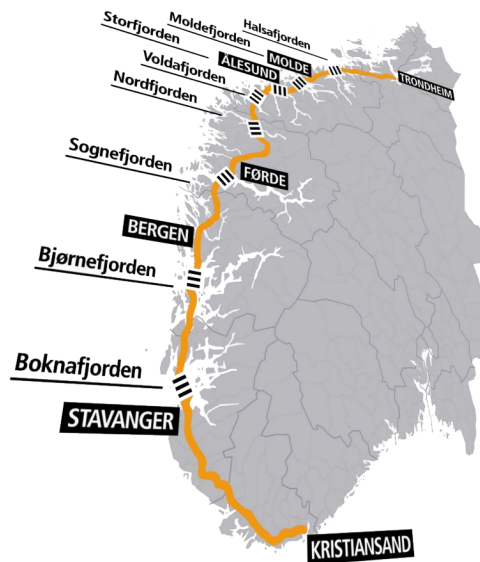 Halsafjorden
Moldefjorden
Storfjorden
MOLDE
ÅLESUND
Voldafjorden
TRONDHEIM
Nordfjorden
Sognefjorden
FØRDE
BERGEN
Bjørnefjorden
Boknafjorden
STAVANGER
KRISTIANSAND